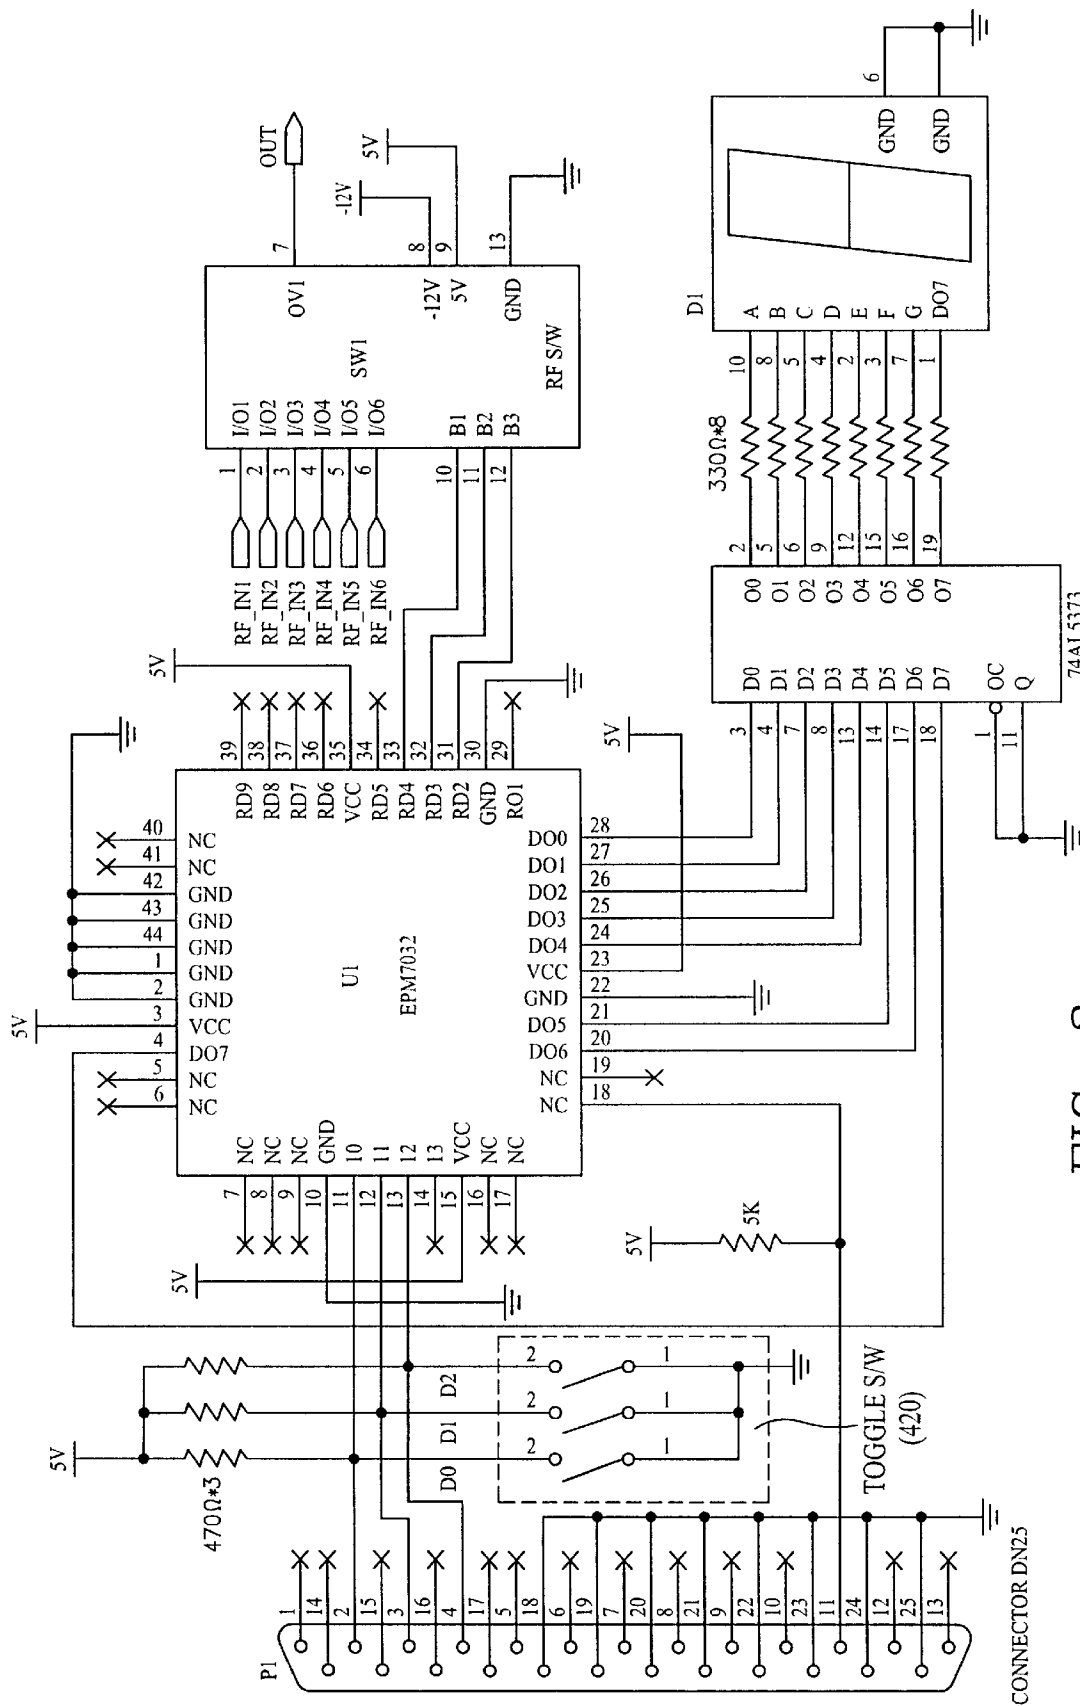 OUT
5V
-12V
7
8
9
13
OV1
-12V
5V
GND
SW1
RF S/W
I/O1
I/O2
I/O3
I/O4
I/O5
I/O6
B1
B2
B3
1
2
3
4
5
6
10
11
12
RF_IN1
RF_IN2
RF_IN3
RF_IN4
RF_IN5
RF_IN6
6
GND
GND
D1
A
B
C
D
E
F
G
DO7
10
8
5
4
2
3
7
1
330Ω*8
2
5
6
9
12
15
16
19
O0
O1
O2
O3
O4
O5
O6
O7
D0
D1
D2
D3
D4
D5
D6
D7
OC
Q
3
4
7
8
13
14
17
18
1
11
5V
5V
39
38
37
36
35
34
33
32
31
30
29
RD9
RD8
RD7
RD6
VCC
RD5
RD4
RD3
RD2
GND
RO1
40
41
42
43
44
1
2
3
4
5
6
NC
NC
GND
GND
GND
GND
GND
VCC
DO7
NC
NC
5V
U1
EPM7032
DO0
DO1
DO2
DO3
DO4
VCC
GND
DO5
DO6
NC
NC
28
27
26
25
24
23
22
21
20
19
18
NC
NC
NC
GND
10
11
12
13
VCC
NC
NC
7
8
9
10
11
12
13
14
15
16
17
5V
5V
5K
5V
470Ω*3
D0
D1
D2
2
2
2
1
1
1
TOGGLE S/W
(420)
P1
1
14
2
15
3
16
4
17
5
18
6
19
7
20
8
21
9
22
10
23
11
24
12
25
13
CONNECTOR DN25